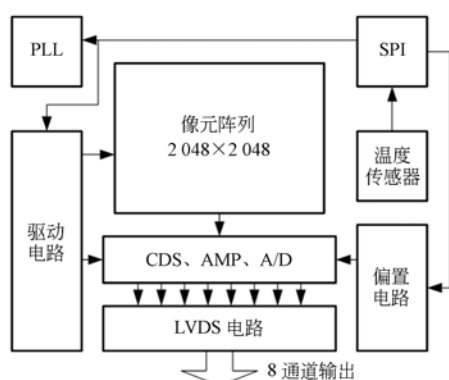 PLL
SPI
像元阵列
2 048×2 048
温度
传感器
驱动
电路
CDS、AMP、A/D
偏置
电路
LVDS 电路
8 通道输出